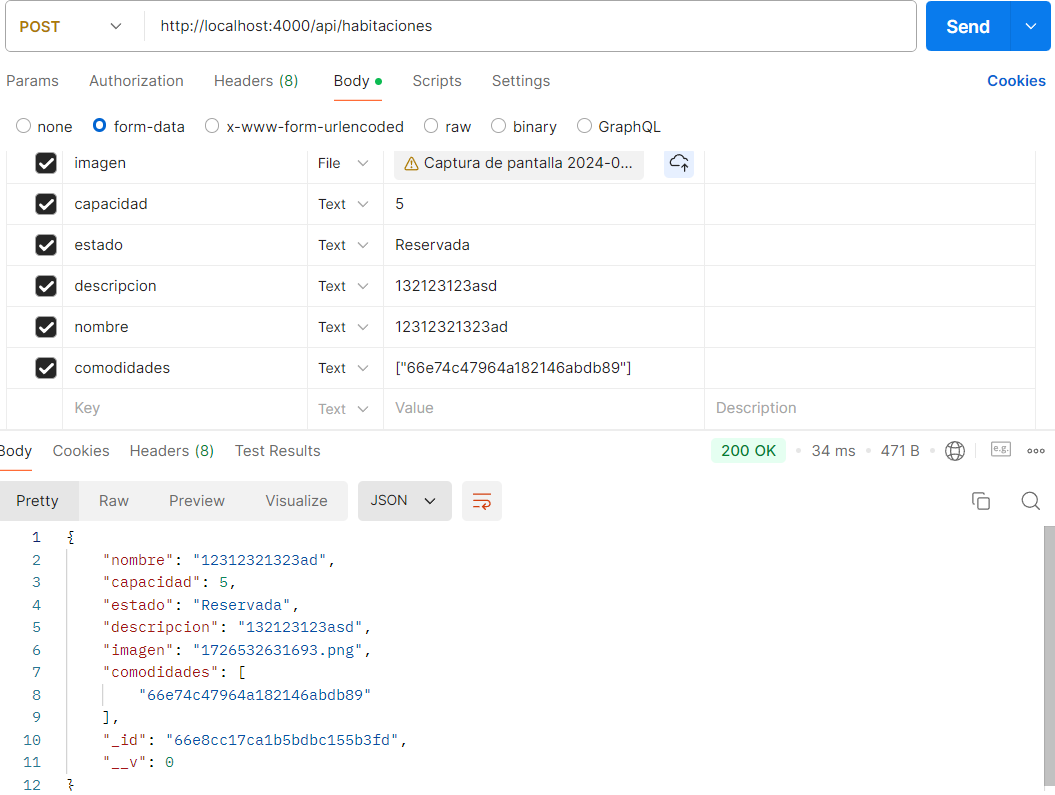 POST http://localhost:4000/api/habitaciones Send
Params Authorization Headers (8) Body Scripts Settings Cookies
none form-data x-www-form-urlencoded raw binary GraphQL
imagen File Captura de pantalla 2024-0...
capacidad Text 5
estado Text Reservada
descripcion Text 132123123asd
nombre Text 12312321323ad
comodidades Text ["66e74c47964a182146abdb89"]
Key Text Value Description
Body Cookies Headers (8) Test Results 200 OK 34 ms 471 B e.g.
Pretty Raw Preview Visualize JSON
1 {
2 "nombre": "12312321323ad",
3 "capacidad": 5,
4 "estado": "Reservada",
5 "descripcion": "132123123asd",
6 "imagen": "1726532631693.png",
7 "comodidades": [
8 "66e74c47964a182146abdb89"
9 ],
10 "_id": "66e8cc17ca1b5bdbc155b3fd",
11 "__v": 0
12 }